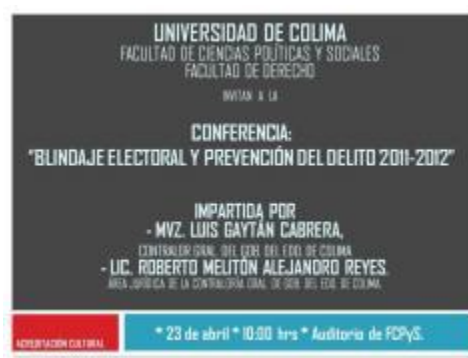 UNIVERSIDAD DE COLIMA
FACULTAD DE CIENCIAS POLÍTICAS Y SOCIALES
FACULTAD DE DERECHO
INVITAN A LA
CONFERENCIA:
"BLINDAJE ELECTORAL Y PREVENCIÓN DEL DELITO 2011-2012"
IMPARTIDA POR
- MVZ. LUIS GAYTÁN CABRERA,
CONTRALOR GRAL. DEL GOB. DEL EDO. DE COLIMA
- LIC. ROBERTO MELITÓN ALEJANDRO REYES.
ÁREA JURÍDICA DE LA CONTRALORÍA GRAL. DE GOB. DEL EDO. DE COLIMA
ACREDITACIÓN CULTURAL
* 23 de abril * 10:00 hrs * Auditorio de FCPyS.